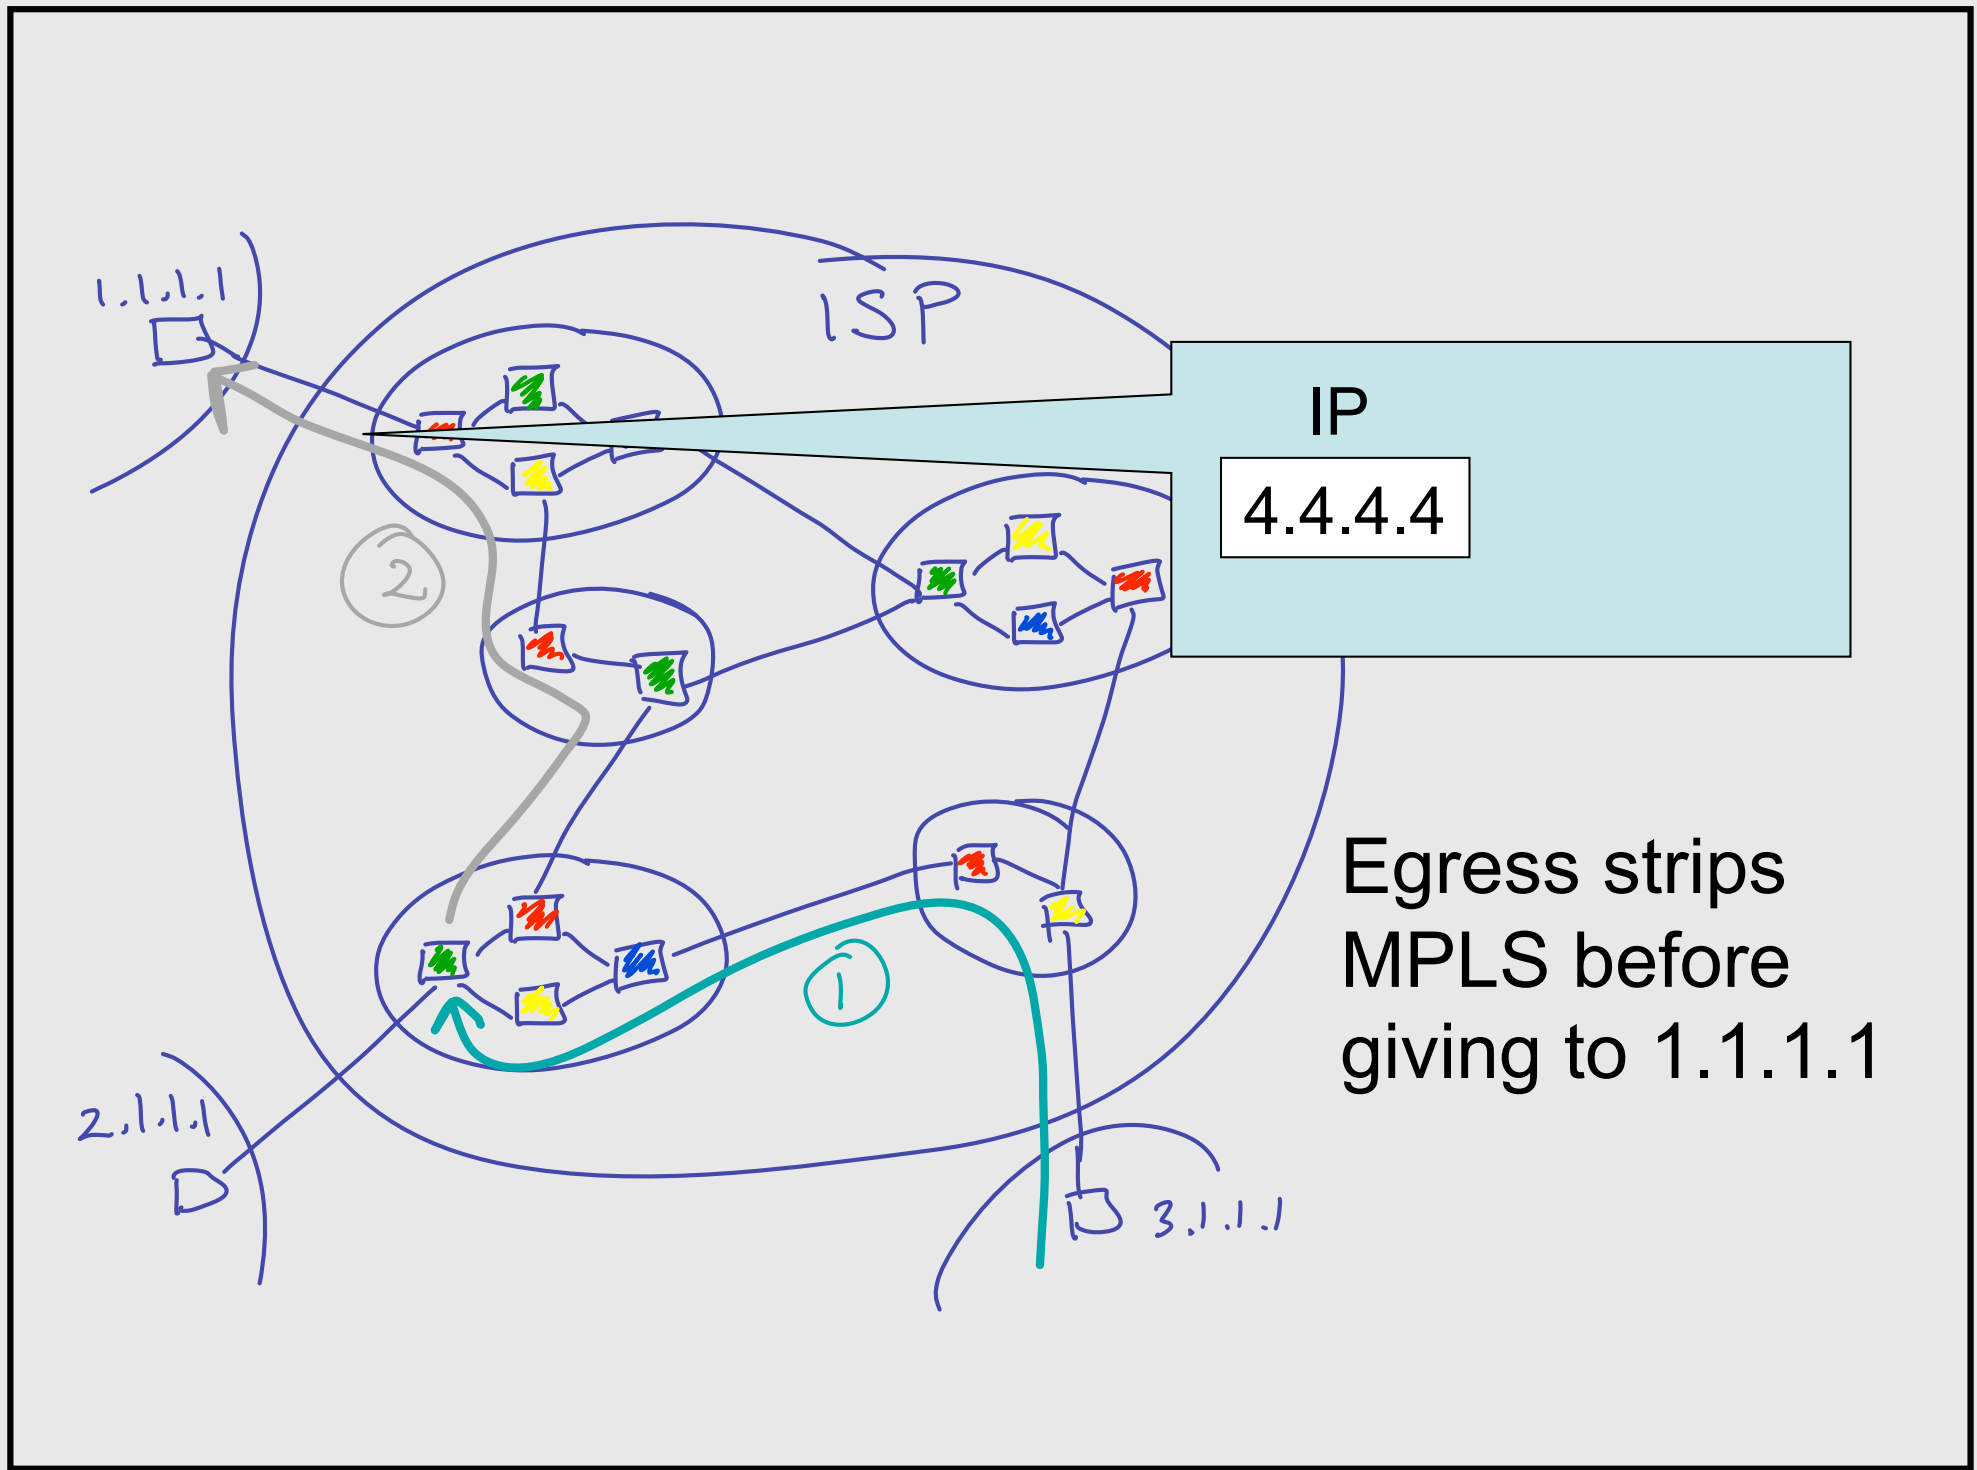 1.1.1.1
ISP
IP
4.4.4.4
2
Egress strips
MPLS before
giving to 1.1.1.1
1
2.1.1.1
3.1.1.1